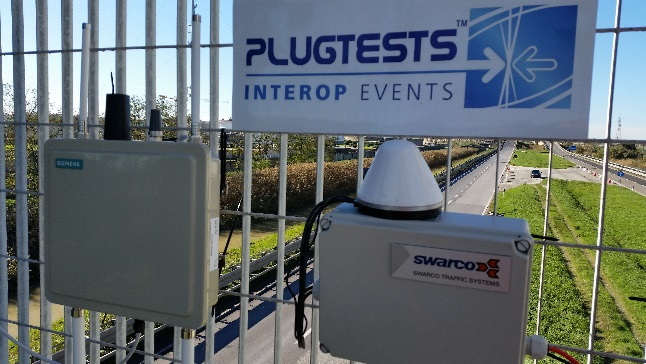 PLUGTESTS™
INTEROP EVENTS
SIEMENS
swarco
SWARCO TRAFFIC SYSTEMS